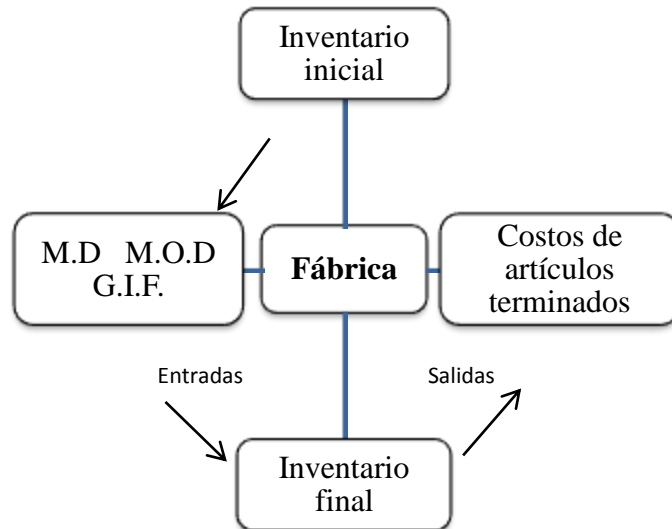 Inventario
inicial
M.D M.O.D
G.I.F.
Fábrica
Costos de
artículos
terminados
Entradas
Salidas
Inventario
final